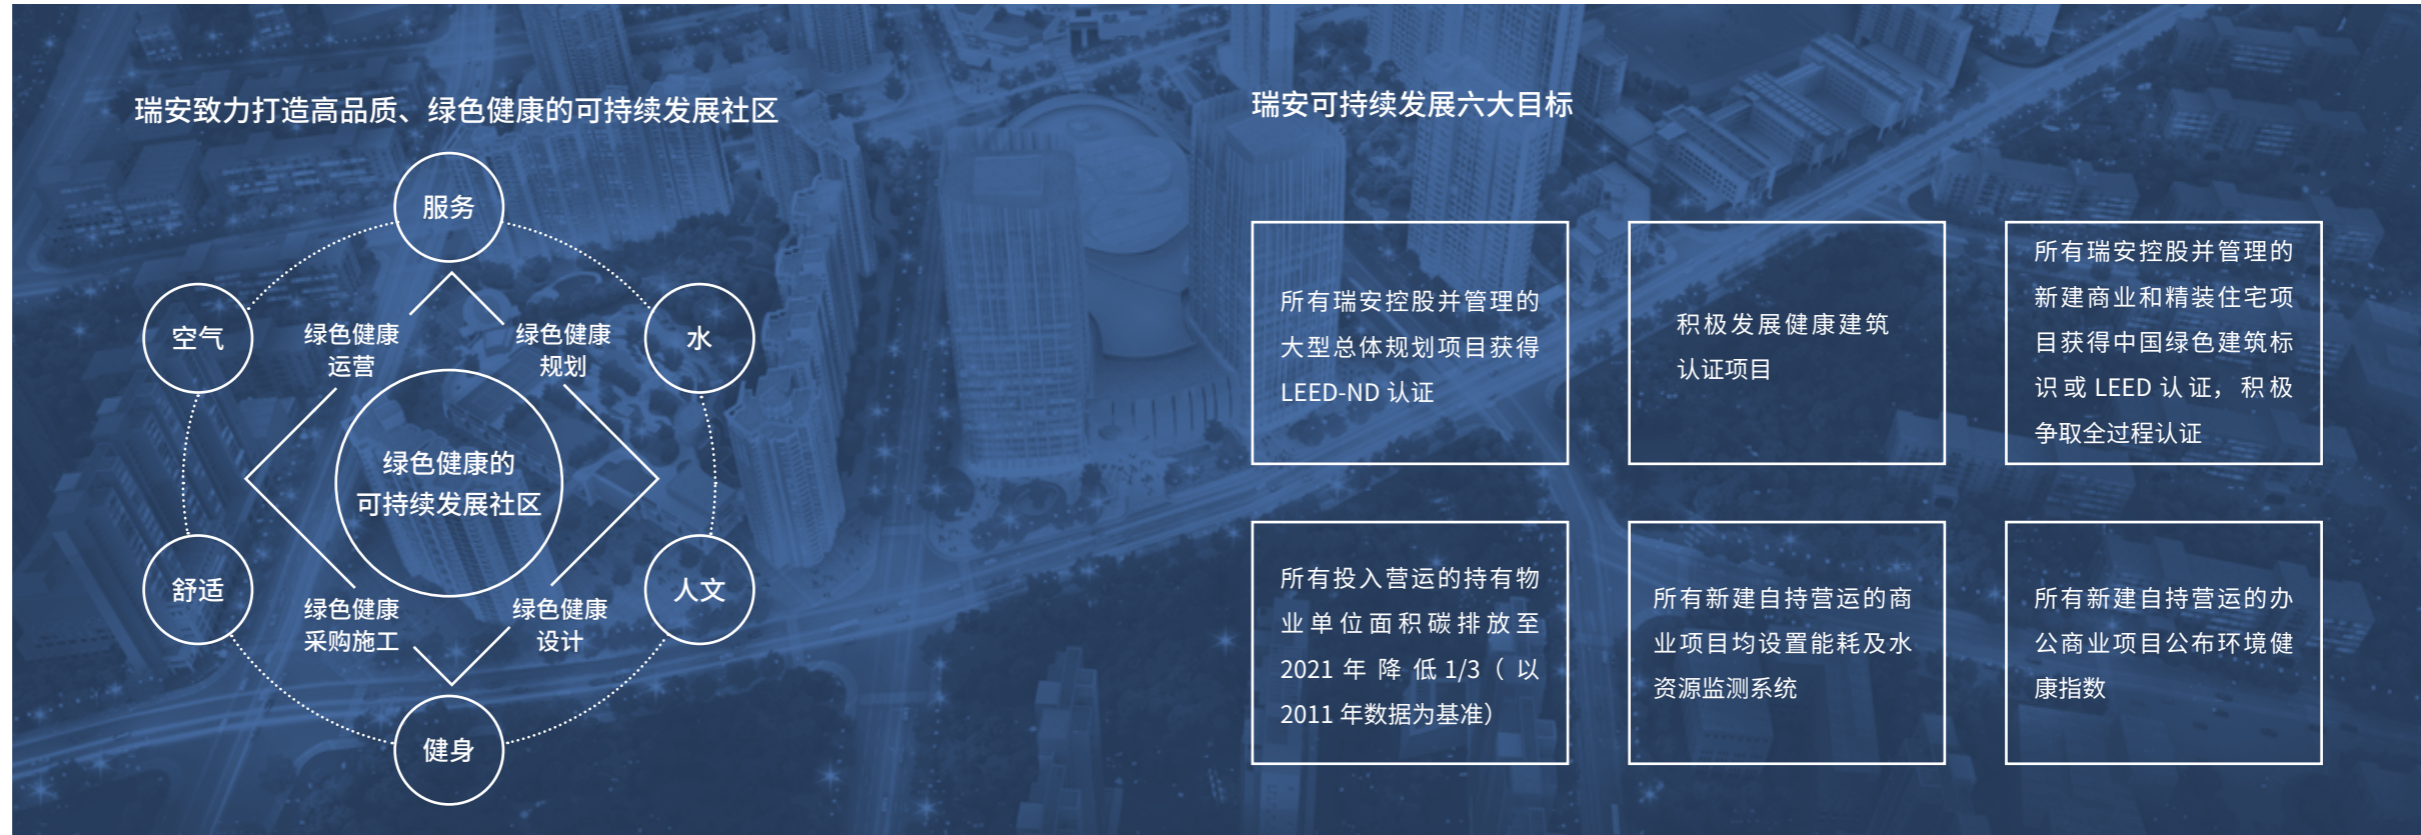 瑞安致力打造高品质、绿色健康的可持续发展社区
服务
空气
水
绿色健康
运营
绿色健康
规划
绿色健康的
可持续发展社区
舒适
人文
绿色健康
采购施工
绿色健康
设计
健身
瑞安可持续发展六大目标
所有瑞安控股并管理的
大型总体规划项目获得
LEED-ND 认证
积极发展健康建筑
认证项目
所有瑞安控股并管理的
新建商业和精装住宅项
目获得中国绿色建筑标
识或 LEED 认证，积极
争取全过程认证
所有投入营运的持有物
业单位面积碳排放至
2021 年 降 低 1/3（ 以
2011 年数据为基准）
所有新建自持营运的商
业项目均设置能耗及水
资源监测系统
所有新建自持营运的办
公商业项目公布环境健
康指数